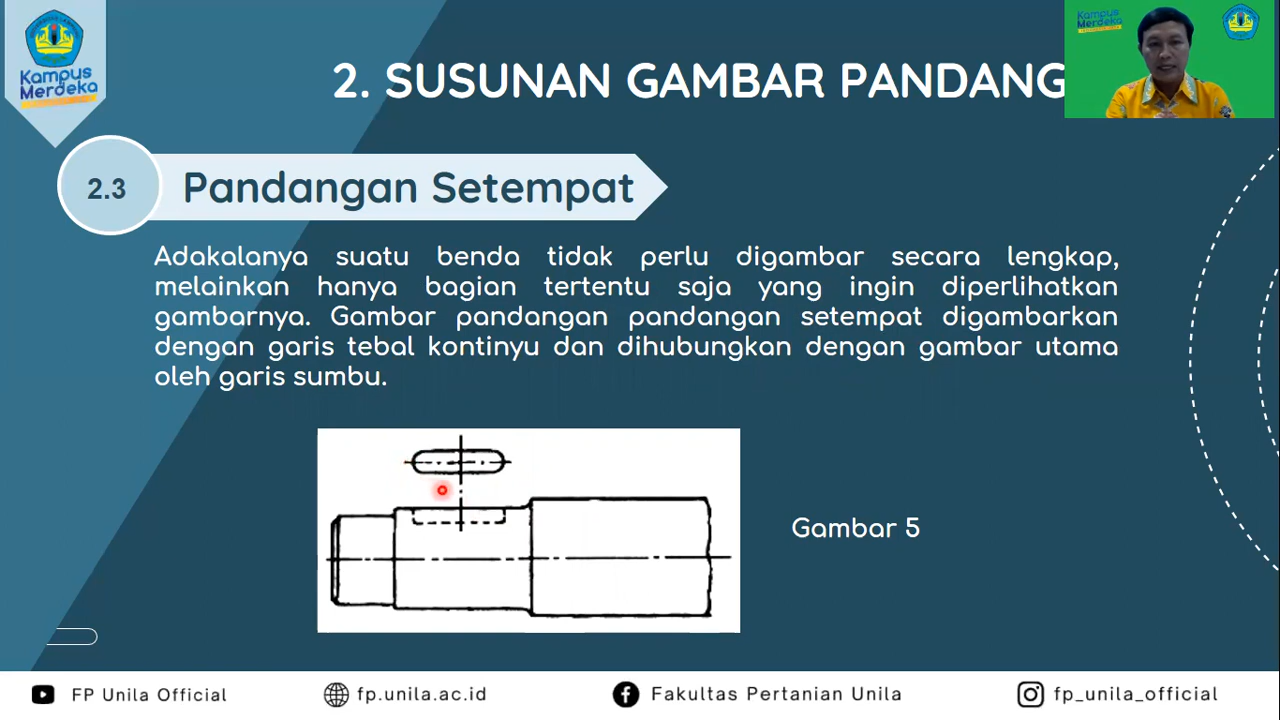 Kampus
Merdeka
2. SUSUNAN GAMBAR PANDANG
Kampus
Merdeka
2.3
Pandangan Setempat
Adakalanya suatu benda tidak perlu digambar secara lengkap,
melainkan hanya bagian tertentu saja yang ingin diperlihatkan
gambarnya. Gambar pandangan pandangan setempat digambarkan
dengan garis tebal kontinyu dan dihubungkan dengan gambar utama
oleh garis sumbu.
Gambar 5
FP Unila Official
fp.unila.ac.id
Fakultas Pertanian Unila
fp_unila_official